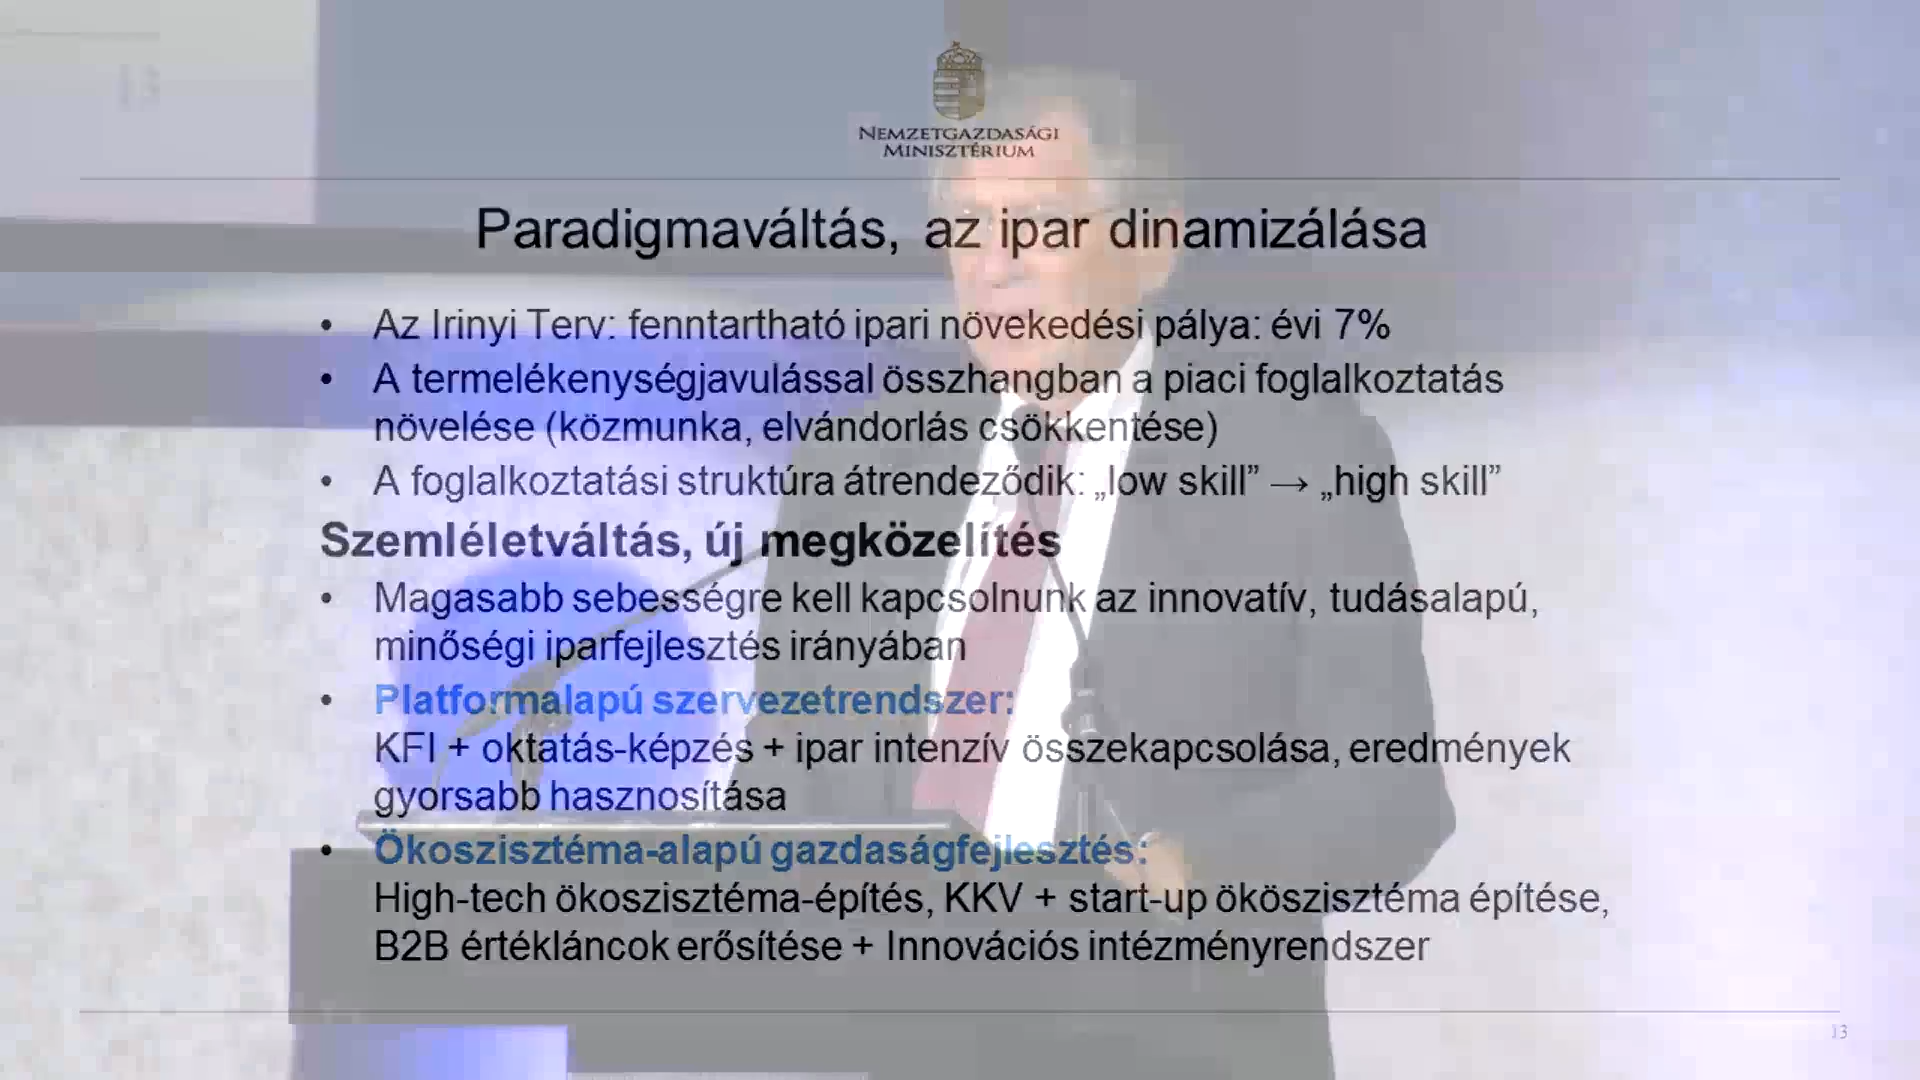 NEMZETGAZDASÁGI
MINISZTÉRIUM
Paradigmaváltás, az ipar dinamizálása
• Az Irinyi Terv: fenntartható ipari növekedési pálya: évi 7%
• A termelékenységjavulással összhangban a piaci foglalkoztatás
növelése (közmunka, elvándorlás csökkentése)
• A foglalkoztatási struktúra átrendeződik: „low skill” → „high skill”
Szemléletváltás, új megközelítés
• Magasabb sebességre kell kapcsolnunk az innovatív, tudásalapú,
minőségi iparfejlesztés irányában
• Platformalapú szervezetrendszer:
KFI + oktatás-képzés + ipar intenzív összekapcsolása, eredmények
gyorsabb hasznosítása
• Ökoszisztéma-alapú gazdaságfejlesztés:
High-tech ökoszisztéma-építés, KKV + start-up ököszisztéma építése,
B2B értékláncok erősítése + Innovációs intézményrendszer
13
13